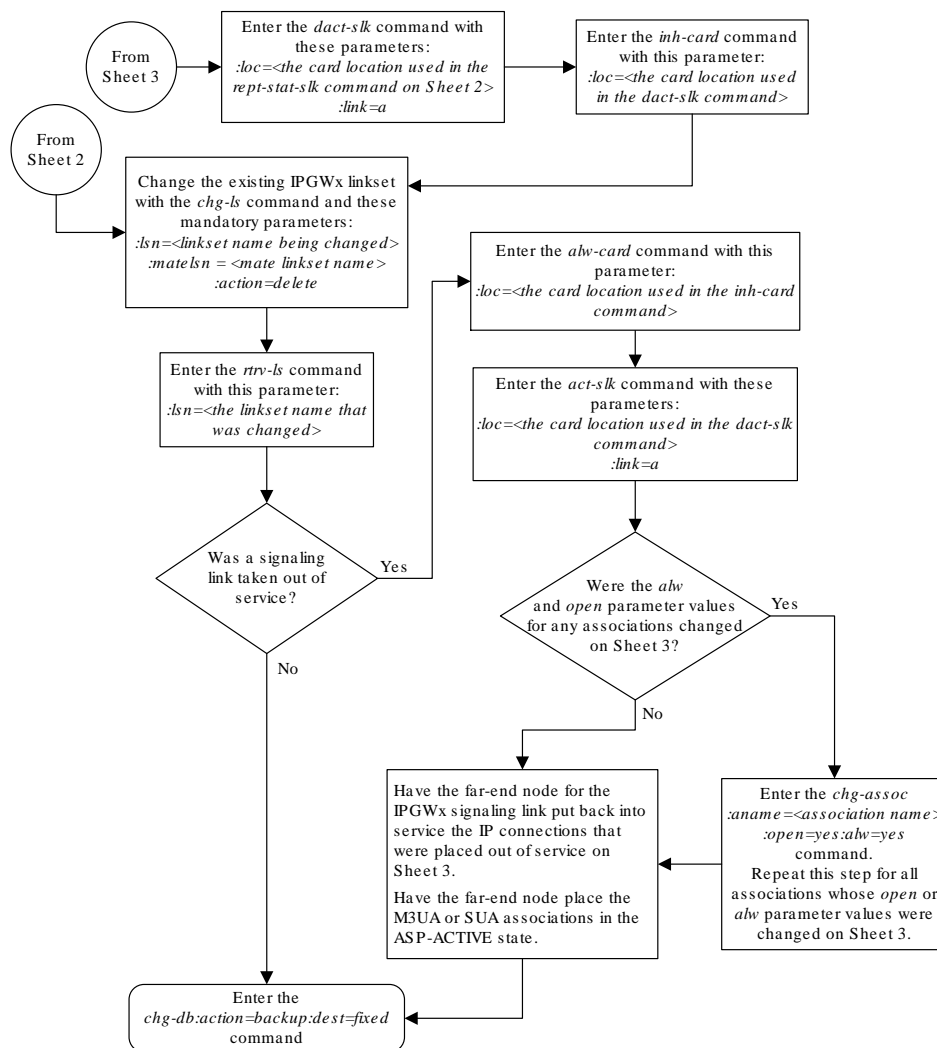 From
Sheet 3
Enter the dact-slk command with
these parameters:
:loc=<the card location used in the
rept-stat-slk command on Sheet 2>
:link=a
Enter the inh-card command
with this parameter:
:loc=<the card location used
in the dact-slk command>
From
Sheet 2
Change the existing IPGWx linkset
with the chg-ls command and these
mandatory parameters:
:lsn=<linkset name being changed>
:matelsn = <mate linkset name>
:action=delete
Enter the rtrv-ls command
with this parameter:
:lsn=<the linkset name that
was changed>
Was a signaling
link taken out of
service?
Yes
No
Enter the alw-card command with this
parameter:
:loc=<the card location used in the inh-card
command>
Enter the act-slk command with these
parameters:
:loc=<the card location used in the dact-slk
command>
:link=a
Were the alw
and open parameter values
for any associations changed
on Sheet 3?
Yes
No
Have the far-end node for the
IPGWx signaling link put back into
service the IP connections that
were placed out of service on
Sheet 3.
Have the far-end node place the
M3UA or SUA associations in the
ASP-ACTIVE state.
Enter the chg-assoc
:aname=<association name>
:open=yes:alw=yes
command.
Repeat this step for all
associations whose open or
alw parameter values were
changed on Sheet 3.
Enter the
chg-db:action=backup:dest=fixed
command